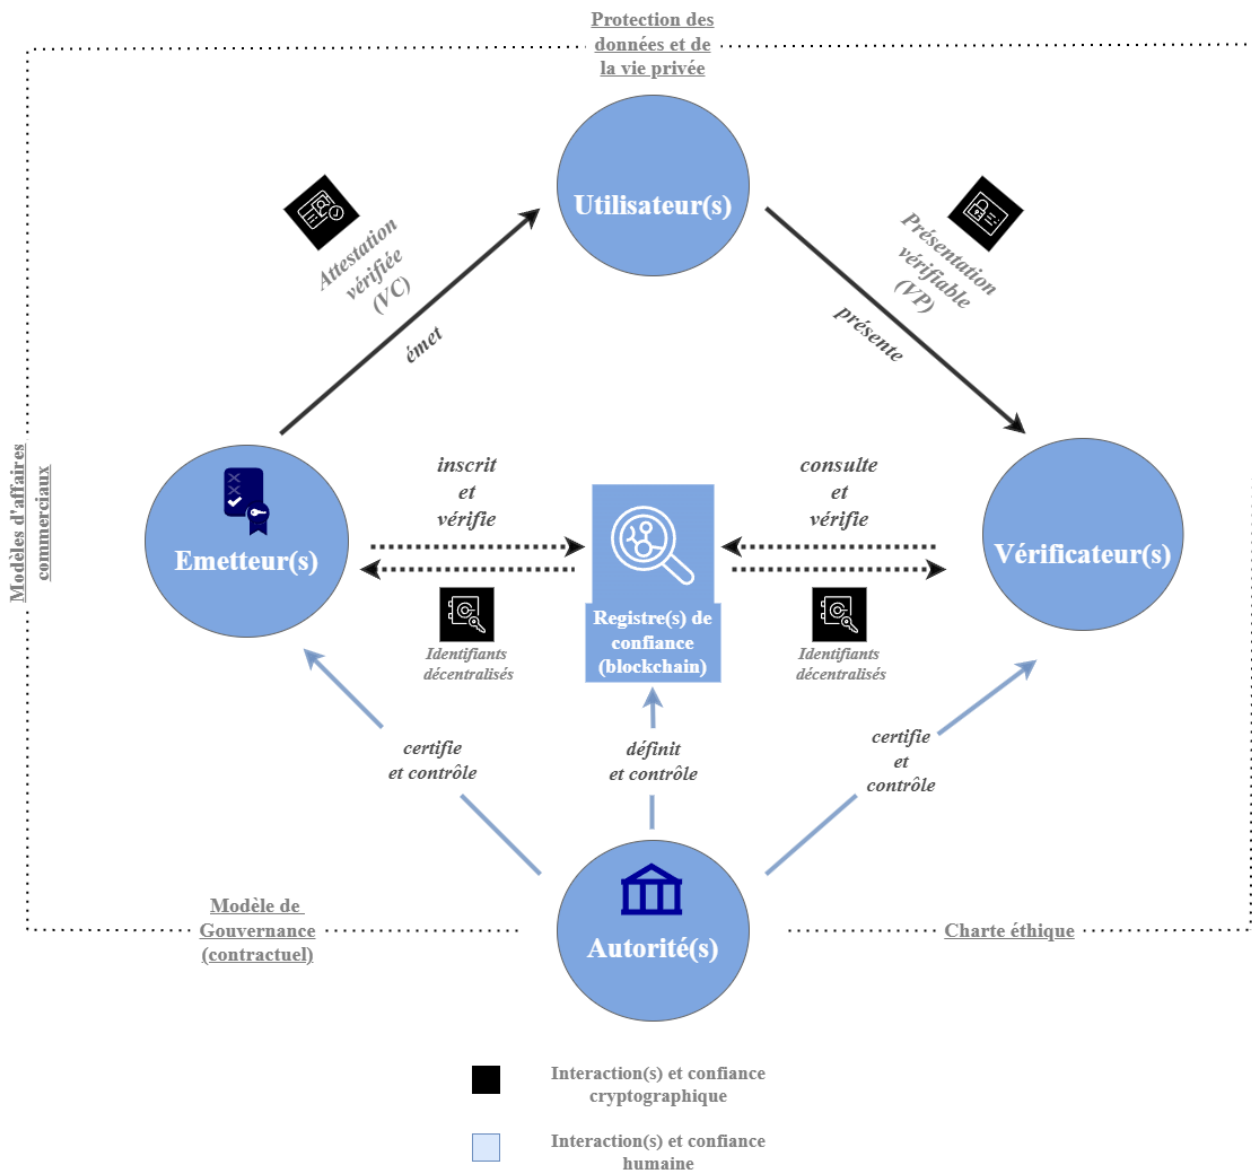 Protection des
données et de
la vie privée
Utilisateur(s)
Attestation
vérifiée
(VC)
émet
Présentation
vérifiable
(VP)
présente
Modèles d'affaires
commerciaux
Emetteur(s)
inscrit
et
vérifie
Identifiants
décentralisés
Registre(s) de
confiance
(blockchain)
consulte
et
vérifie
Identifiants
décentralisés
Vérificateur(s)
certifie
et contrôle
définit
et contrôle
certifie
et
contrôle
Modèle de
Gouvernance
(contractuel)
Autorité(s)
Charte éthique
Interaction(s) et confiance
cryptographique
Interaction(s) et confiance
humaine